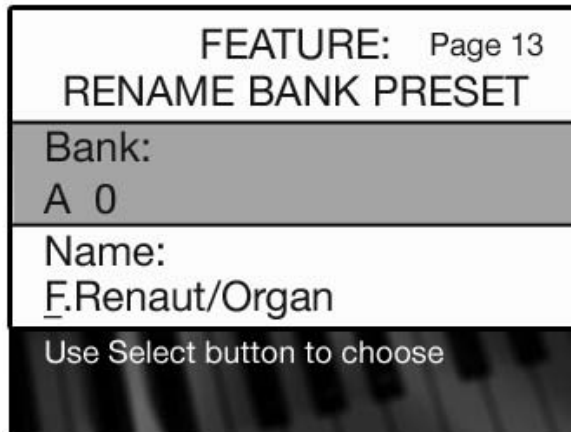 FEATURE: Page 13
RENAME BANK PRESET
Bank:
A 0
Name:
F.Renaut/Organ
Use Select button to choose